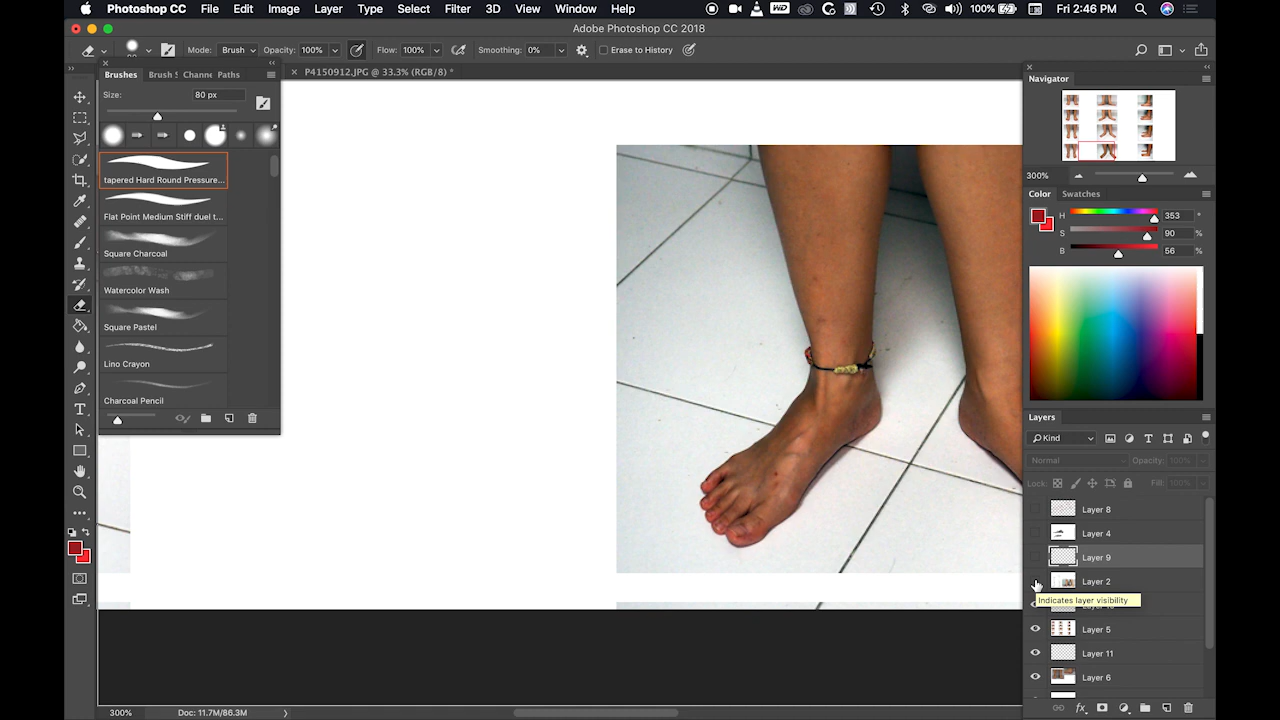 Photoshop CC File Edit Image Layer Type Select Filter 3D View Window Help 100% Fri 2:46 PM
Adobe Photoshop CC 2018
Mode: Brush Opacity: 100% Flow: 100% Smoothing: 0% Erase to History
P4150912.JPG @ 33.3% (RGB/8) *
Brushes Brush S Channe Paths
Size: 80 px
tapered Hard Round Pressure...
Flat Point Medium Stiff duel t...
Square Charcoal
Watercolor Wash
Square Pastel
Lino Crayon
Charcoal Pencil
Navigator
300%
Color Swatches
H 353 °
S 90 %
B 56 %
Layers
Kind
Normal Opacity: 100%
Lock: Fill: 100%
Layer 8
Layer 4
Layer 9
Layer 2
Indicates layer visibility
Layer 5
Layer 11
Layer 6
300% Doc: 11.7M/86.3M